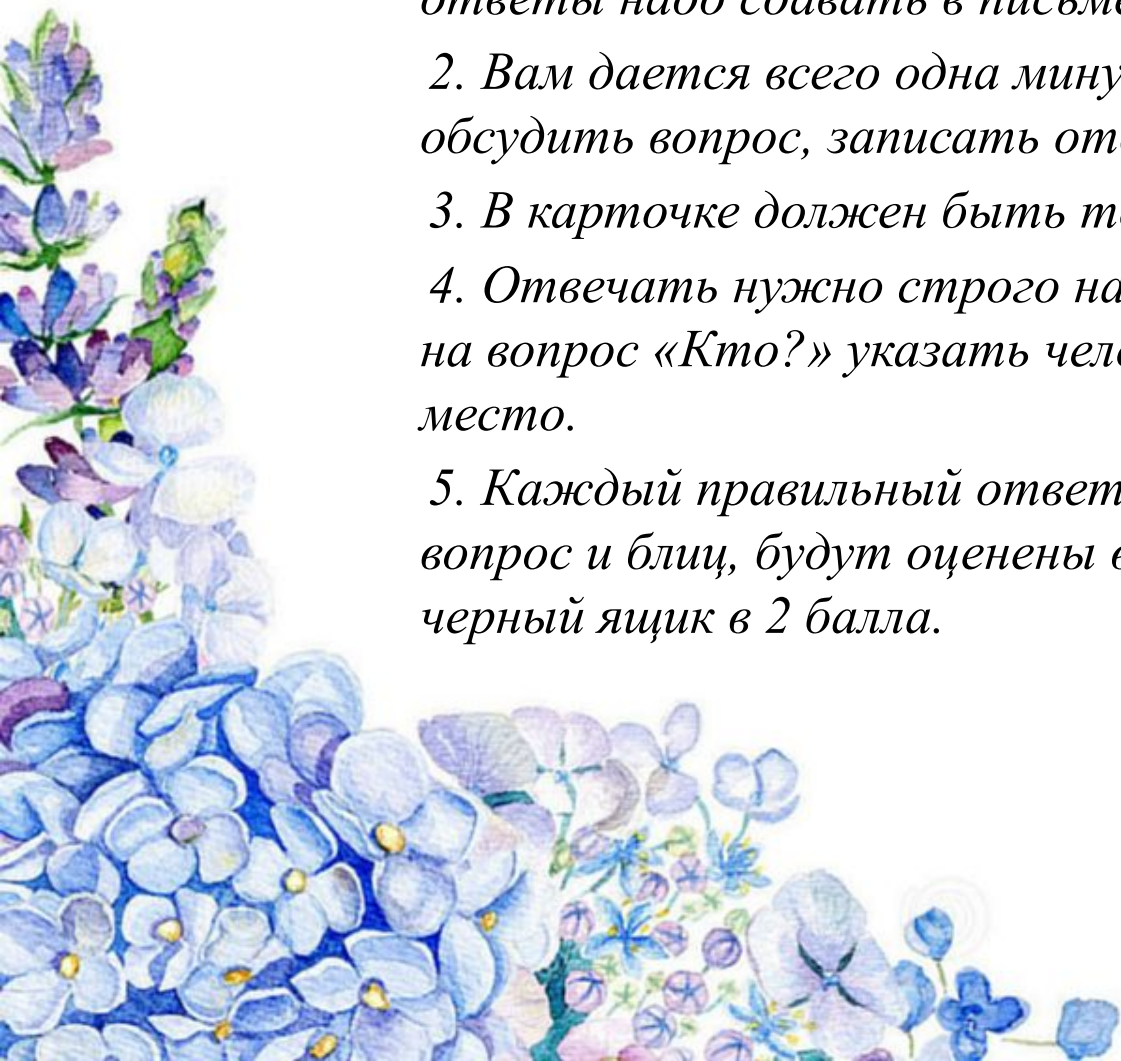 ответы надо сдавать в
2. Вам дается всего одна
обсудить вопрос, записать
3. В карточке должен быть
4. Отвечать нужно строго на
на вопрос «Кто?» указать
место.
5. Каждый правильный ответ
вопрос и блиц, будут оценены
черный ящик в 2 балла.